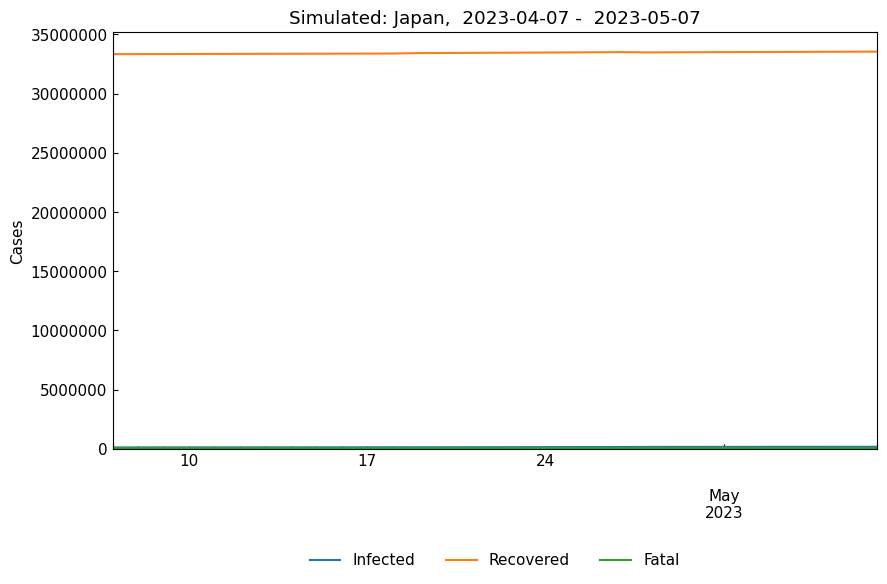 Simulated: Japan,  2023-04-07 -  2023-05-07
Cases
35000000
30000000
25000000
20000000
15000000
10000000
5000000
0
10
17
24
May
2023
Infected
Recovered
Fatal